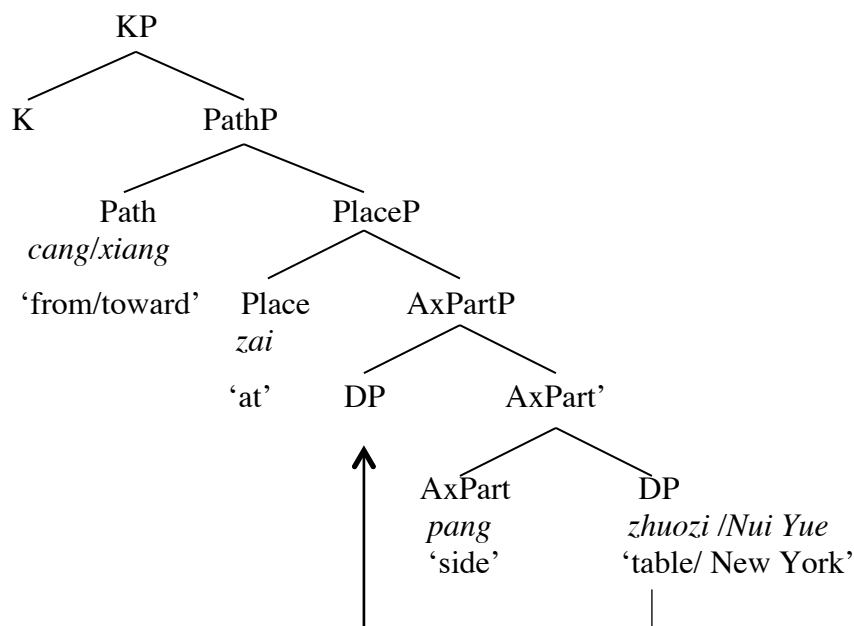 KP
K PathP
Path PlaceP
cang/xiang
‘from/toward’ Place AxPartP
zai
‘at’ DP AxPart’
AxPart DP
pang zhuozi /Nui Yue
‘side’ ‘table/ New York’